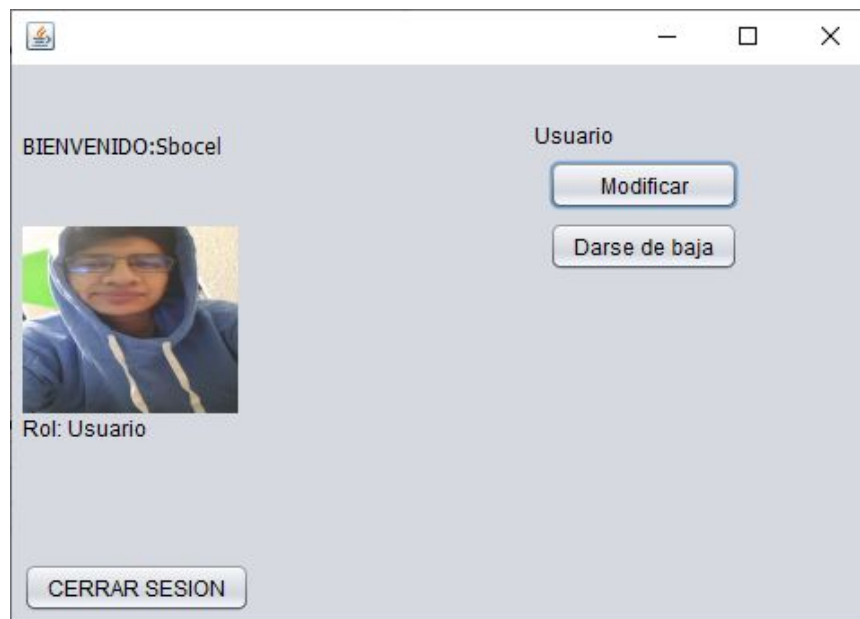 BIENVENIDO:Sbocel
Usuario
Modificar
Darse de baja
Rol: Usuario
CERRAR SESION